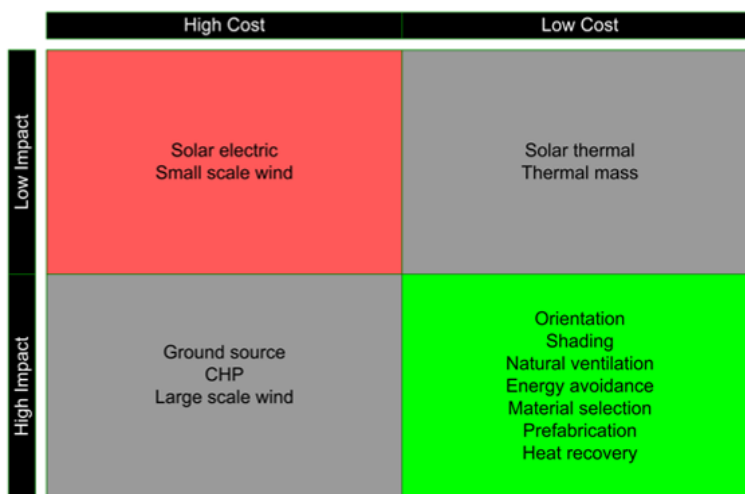 High Cost
Low Cost
Low Impact
Solar electric
Small scale wind
Solar thermal
Thermal mass
High Impact
Ground source
CHP
Large scale wind
Orientation
Shading
Natural ventilation
Energy avoidance
Material selection
Prefabrication
Heat recovery